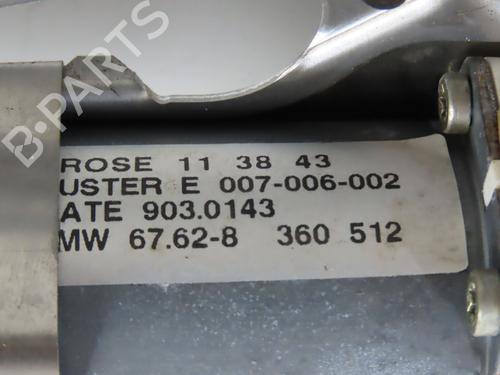 B-PARTS
ROSE 11 38 43
USTER E 007-006-002
ATE 903.0143
MW 67.62-8 360 512